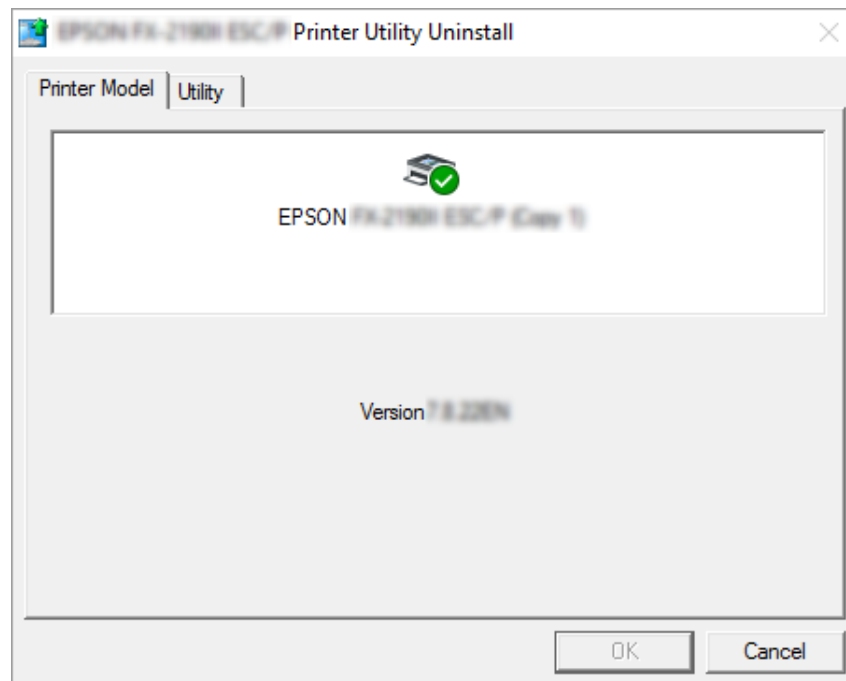 Printer Utility Uninstall
Printer Model
Utility
EPSON
Version
OK
Cancel